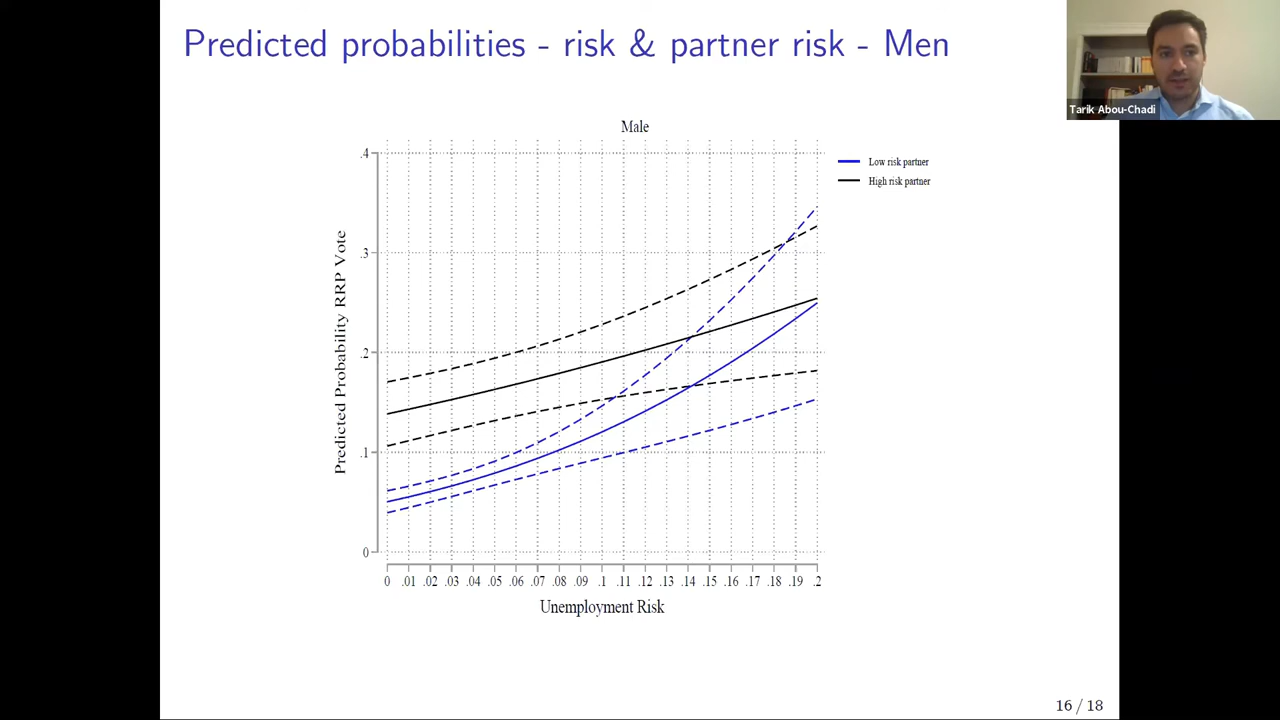 Predicted probabilities - risk & partner risk - Men
Tarik Abou-Chadi
Male
Low risk partner
High risk partner
Predicted Probability RRP Vote
.4
.3
.2
.1
0
0 .01 .02 .03 .04 .05 .06 .07 .08 .09 .1 .11 .12 .13 .14 .15 .16 .17 .18 .19 .2
Unemployment Risk
16 / 18